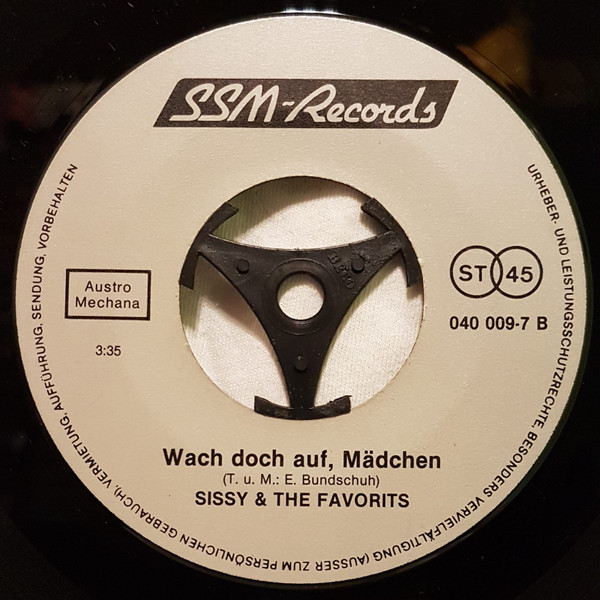 SSM-Records
Austro
Mechana
3:35
ST 45
040 009-7 B
Wach doch auf, Mädchen
(T. u. M.: E. Bundschuh)
SISSY & THE FAVORITS
URHEBER- UND LEISTUNGSSCHUTZRECHTE, BESONDERS VERVIELFÄLTIGUNG (AUSSER ZUM PERSÖNLICHEN GEBRAUCH), VERMIETUNG, AUFFÜHRUNG, SENDUNG, VORBEHALTEN